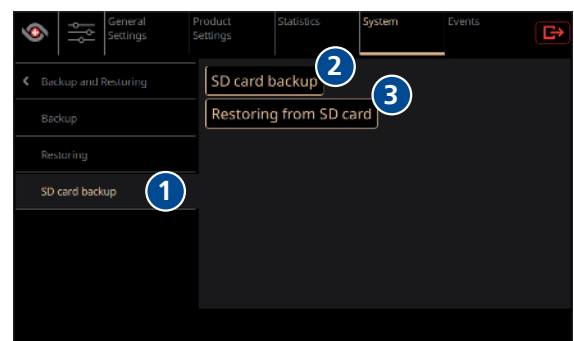 General
Settings
Product
Settings
Statistics
System
Events
Backup and Restoring
Backup
Restoring
SD card backup
1
SD card backup
2
Restoring from SD card
3